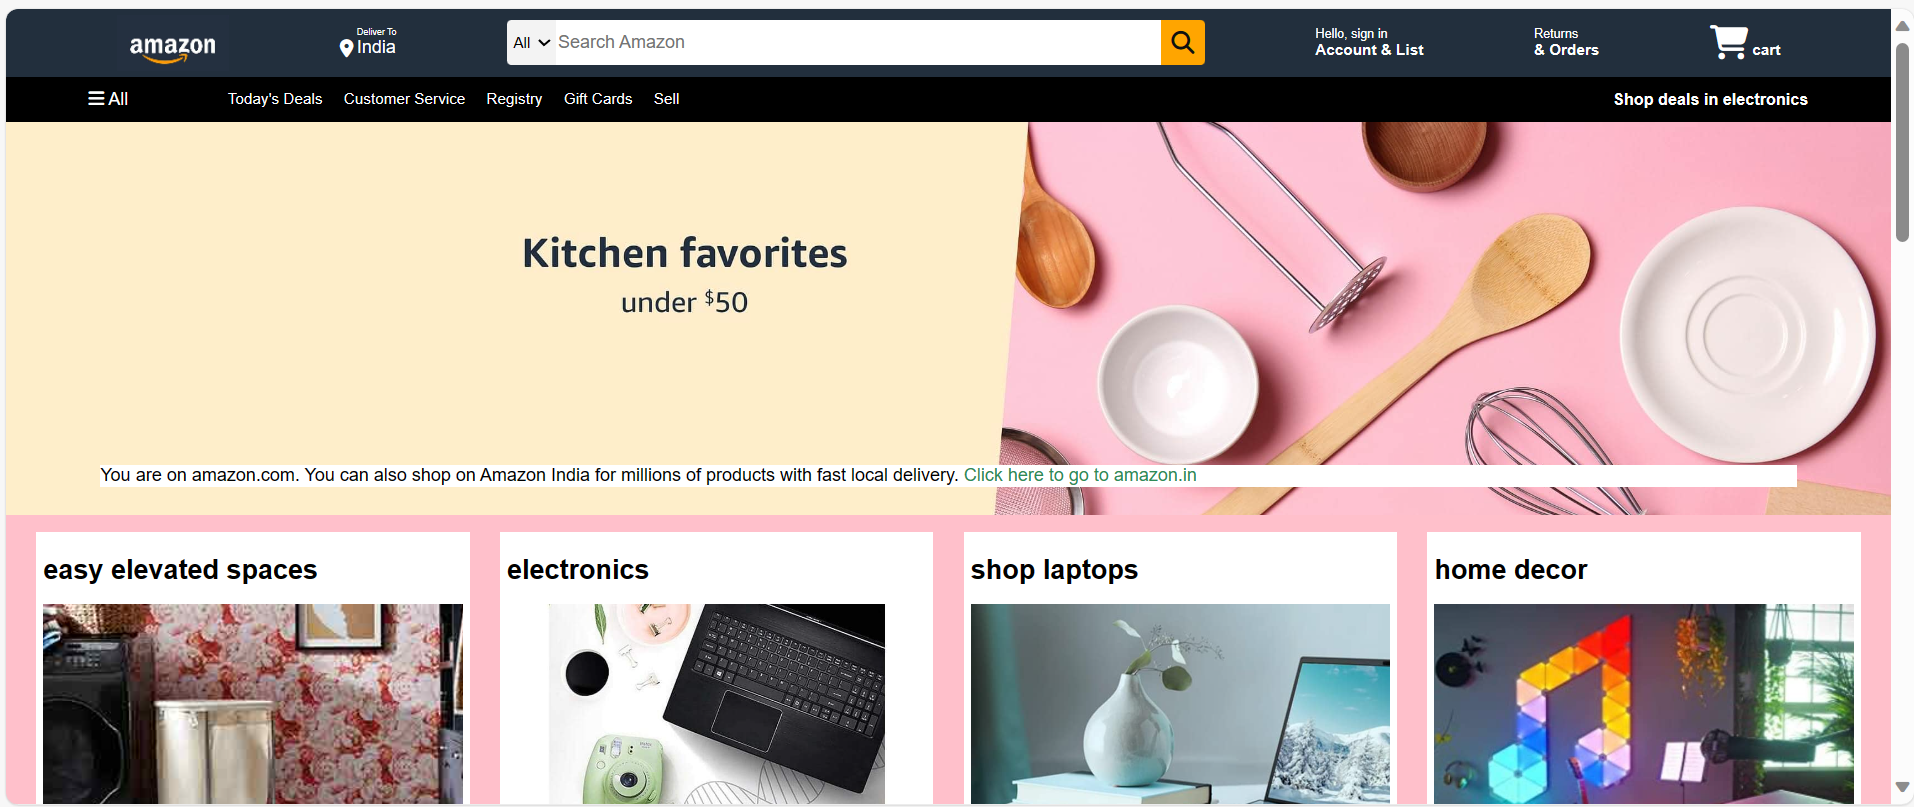 amazon
Deliver To
India
All
Search Amazon
Hello, sign in
Account & List
Returns
& Orders
cart
All
Today's Deals
Customer Service
Registry
Gift Cards
Sell
Shop deals in electronics
Kitchen favorites
under $50
You are on amazon.com. You can also shop on Amazon India for millions of products with fast local delivery. Click here to go to amazon.in
easy elevated spaces
electronics
shop laptops
home decor